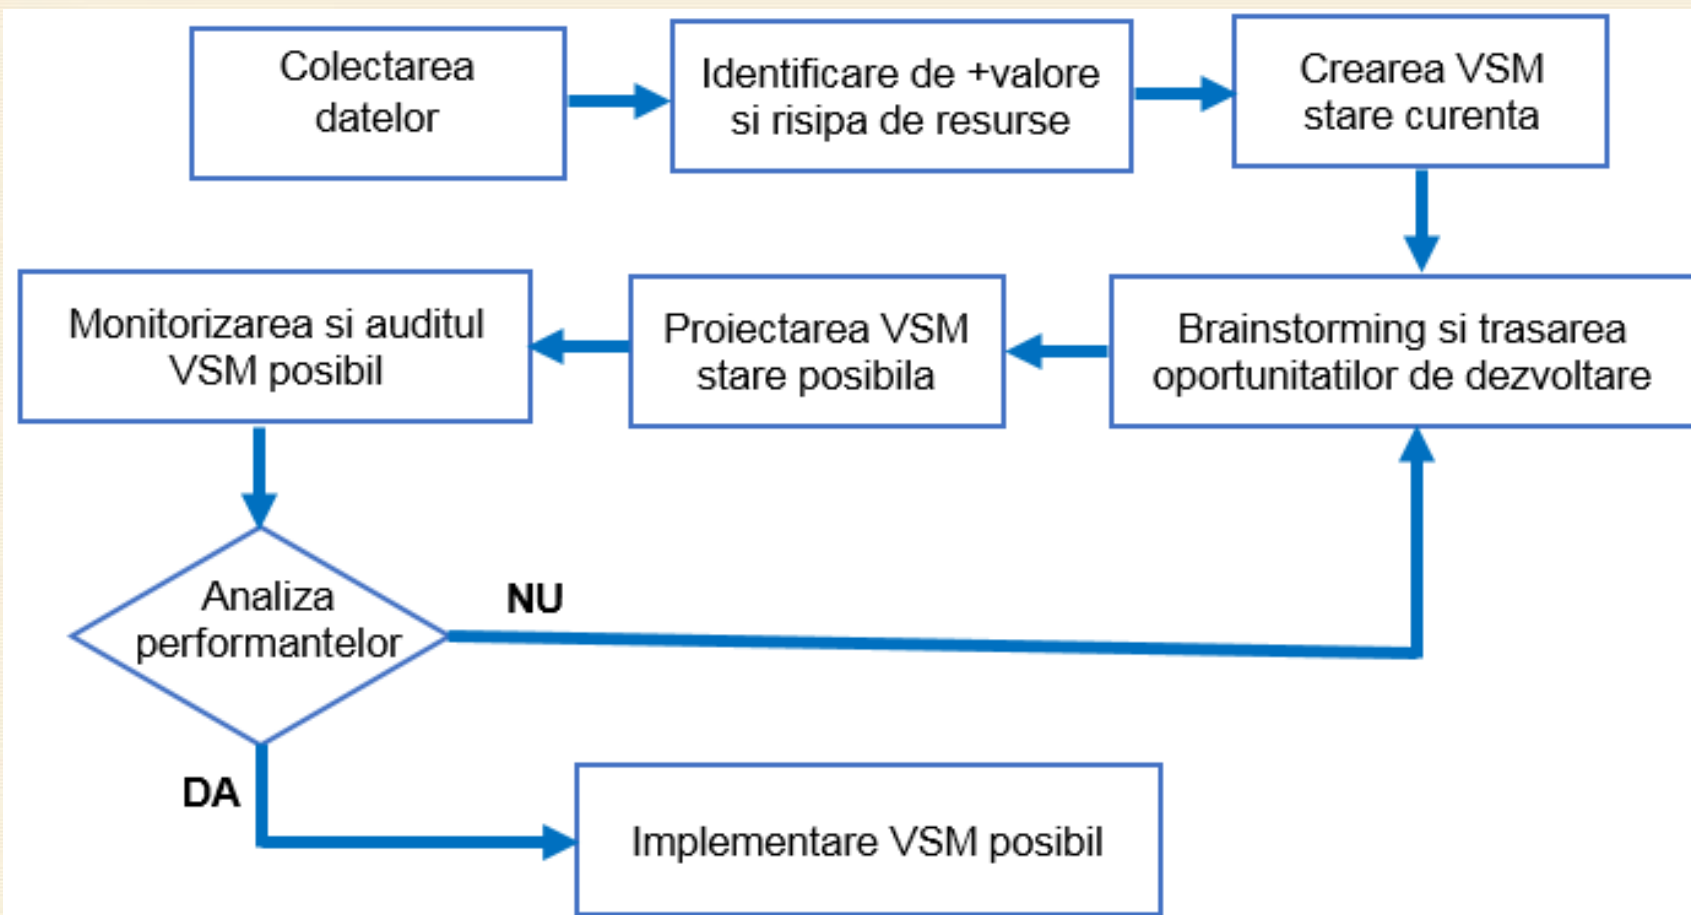 Colectarea
datelor
Identificare de +valore
si risipa de resurse
Crearea VSM
stare curenta
Brainstorming si trasarea
oportunitatilor de dezvoltare
Proiectarea VSM
stare posibila
Monitorizarea si auditul
VSM posibil
Analiza
performantelor
NU
DA
Implementare VSM posibil